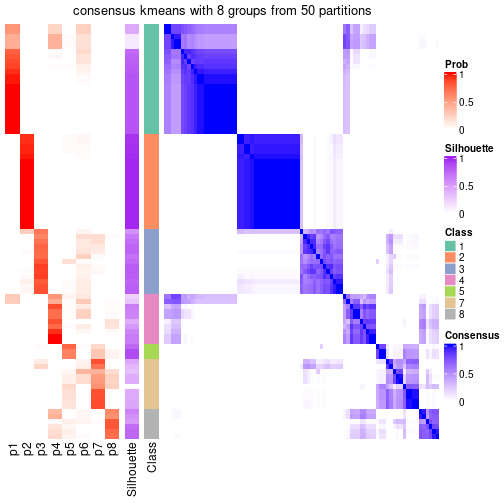 consensus kmeans with 8 groups from 50 partitions
Prob
1
0.5
0
Silhouette
1
0.5
0
Class
1
2
3
4
5
7
8
Consensus
1
0.5
0
p1
p2
p3
p4
p5
p6
p7
p8
Silhouette
Class